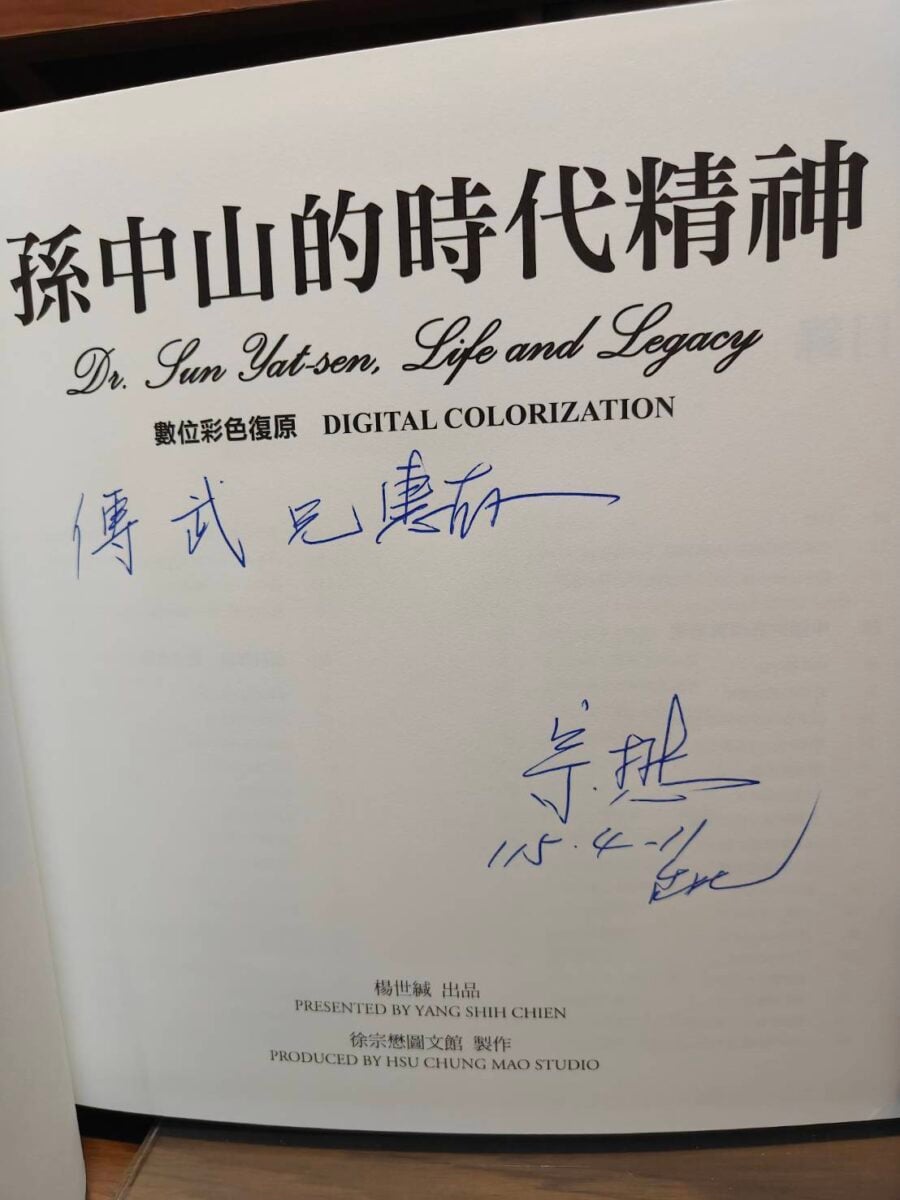 孫中山的時代精神
Dr. Sun Yat-sen, Life and Legacy
數位彩色復原 DIGITAL COLORIZATION
傳武兄惠存
宗懋
115.4.11
楊世緘 出品
PRESENTED BY YANG SHIH CHIEN
徐宗懋圖文館 製作
PRODUCED BY HSU CHUNG MAO STUDIO